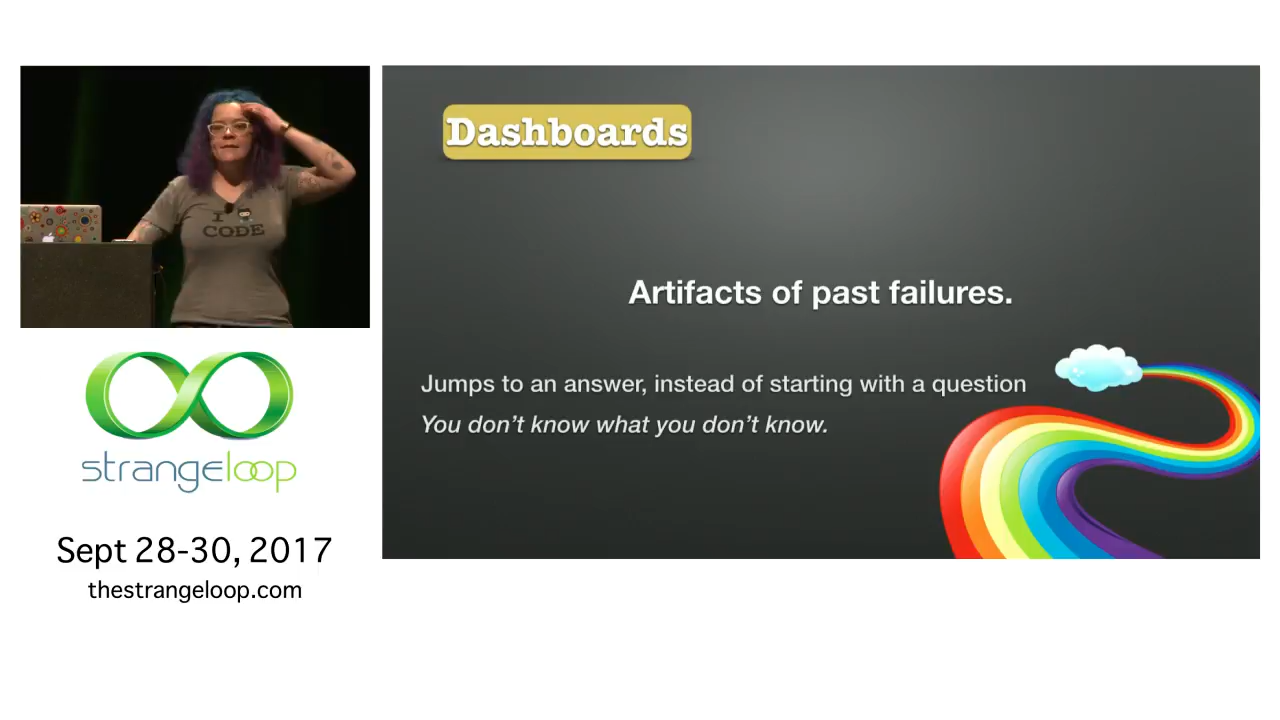 I
CODE
strangeloop
Sept 28-30, 2017
thestrangeloop.com
Dashboards
Artifacts of past failures.
Jumps to an answer, instead of starting with a question
You don't know what you don't know.